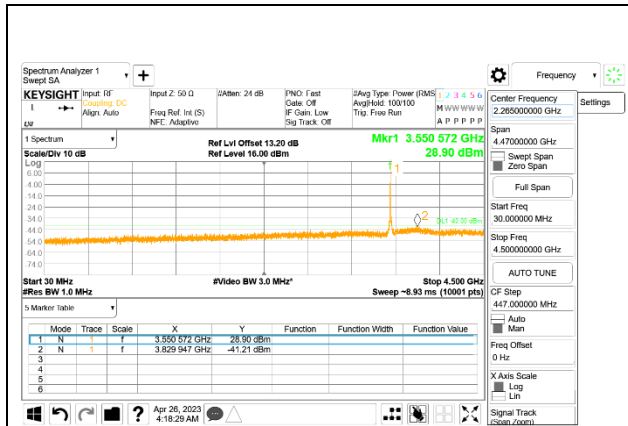 Spectrum Analyzer 1
Swept SA
Frequency
KEYSIGHT
Input: RF
Coupling: DC
Align: Auto
Input Z: 50 Ω
Freq Ref: Int (S)
NFE: Adaptive
#Atten: 24 dB
PNO: Fast
Gate: Off
IF Gain: Low
Sig Track: Off
#Avg Type: Power (RMS
Avg|Hold: 100/100
Trig: Free Run
1 2 3 4 5 6
M W W W W W
A P P P P P
Settings
1 Spectrum
Scale/Div 10 dB
Ref Lvl Offset 13.20 dB
Ref Level 16.00 dBm
Mkr1 3.550 572 GHz
28.90 dBm
Log
6.00
-4.00
-14.0
-24.0
-34.0
-44.0
-54.0
-64.0
-74.0
1
2
Start 30 MHz
#Res BW 1.0 MHz
#Video BW 3.0 MHz*
Stop 4.500 GHz
Sweep ~8.93 ms (10001 pts)
5 Marker Table
Mode Trace Scale X Y Function Function Width Function Value
1 N 1 f 3.550 572 GHz 28.90 dBm
2 N 1 f 3.829 947 GHz -41.21 dBm
3
4
5
6
Apr 26, 2023
4:18:29 AM
Center Frequency
2.265000000 GHz
Span
4.47000000 GHz
Swept Span
Zero Span
Full Span
Start Freq
30.000000 MHz
Stop Freq
4.500000000 GHz
AUTO TUNE
CF Step
447.000000 MHz
Auto
Man
Freq Offset
0 Hz
X Axis Scale
Log
Lin
Signal Track
(Span Zoom)